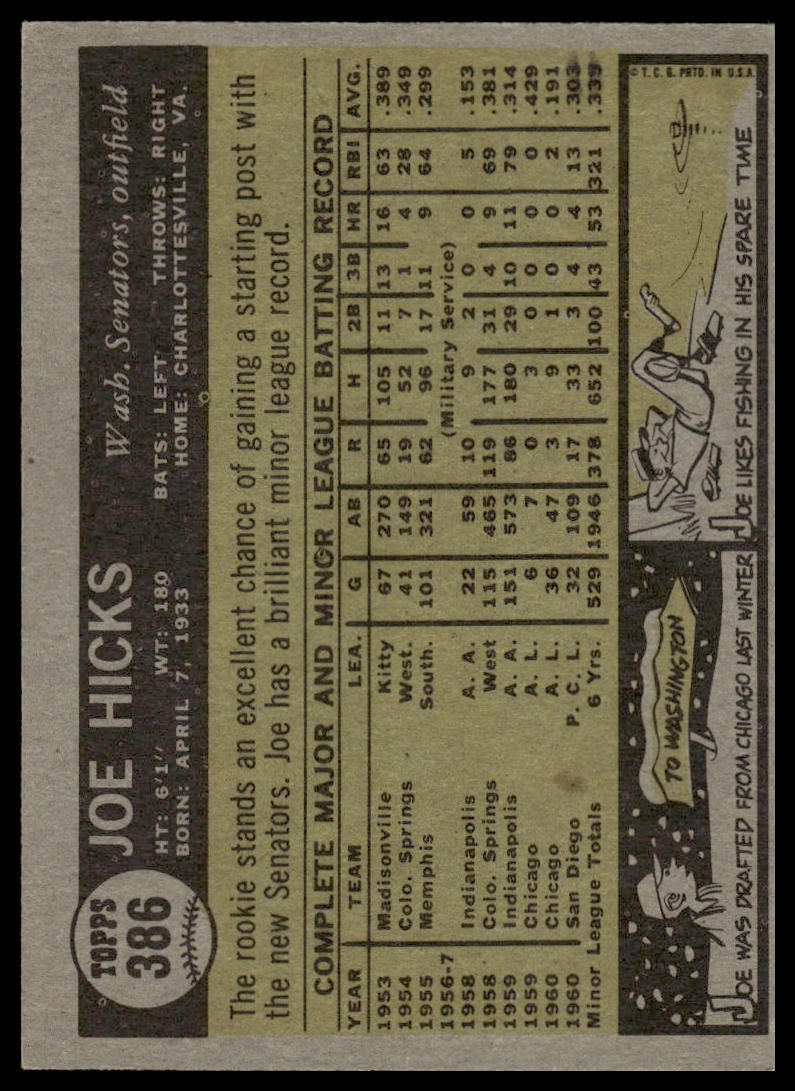 TOPPS
386
JOE HICKS
Wash. Senators, outfield
HT: 6'1" WT: 180 BATS: LEFT THROWS: RIGHT
BORN: APRIL 7, 1933 HOME: CHARLOTTESVILLE, VA.
The rookie stands an excellent chance of gaining a starting post with
the new Senators. Joe has a brilliant minor league record.
COMPLETE MAJOR AND MINOR LEAGUE BATTING RECORD
YEAR TEAM LEA. G AB R H 2B 3B HR RBI AVG.
1953 Madisonville Kitty 67 270 65 105 11 13 16 63 .389
1954 Colo. Springs West. 41 149 19 52 7 1 4 28 .349
1955 Memphis South. 101 321 62 96 17 11 9 64 .299
1956-7 (Military Service)
1958 Indianapolis A. A. 22 59 10 9 2 0 0 5 .153
1958 Colo. Springs West 115 465 119 177 31 4 9 69 .381
1959 Indianapolis A. A. 151 573 86 180 29 10 11 79 .314
1959 Chicago A. L. 6 7 0 3 0 0 0 0 .429
1960 Chicago A. L. 36 47 3 9 1 0 0 2 .191
1960 San Diego P. C. L. 32 109 17 33 3 4 4 13 .303
Minor League Totals 6 Yrs. 529 1946 378 652 100 43 53 321 .335
TO WASHINGTON
JOE WAS DRAFTED FROM CHICAGO LAST WINTER
© T. C. G. PRTD. IN U.S.A.
JOE LIKES FISHING IN HIS SPARE TIME